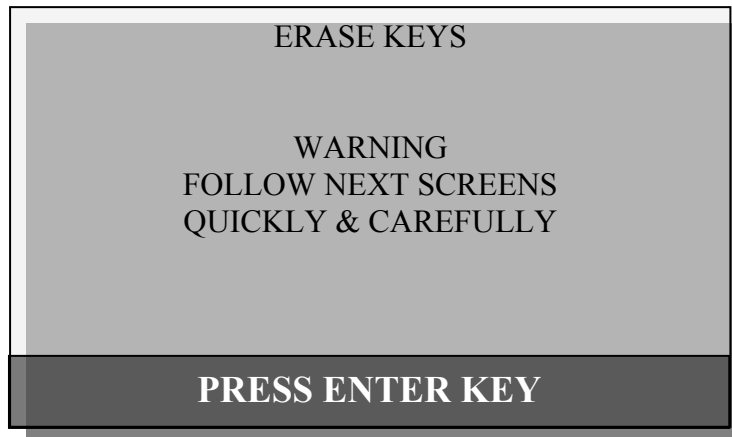 ERASE KEYS
WARNING
FOLLOW NEXT SCREENS
QUICKLY & CAREFULLY
PRESS ENTER KEY